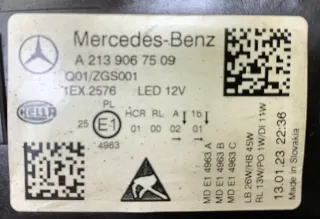 Mercedes-Benz
A 213 906 75 09
Q01/ZGS001
1EX.2576 LED 12V
HELLA
PL
25 E1 HCR RL A 1b
01 00 02 01
4963
MD E1 4963 A
MD E1 4963 B
MD E1 4963 C
LB 26W/HB 45W
RL 13W/PO 1W/DI 11W
13.01.23 22:36
Made in Slovakia